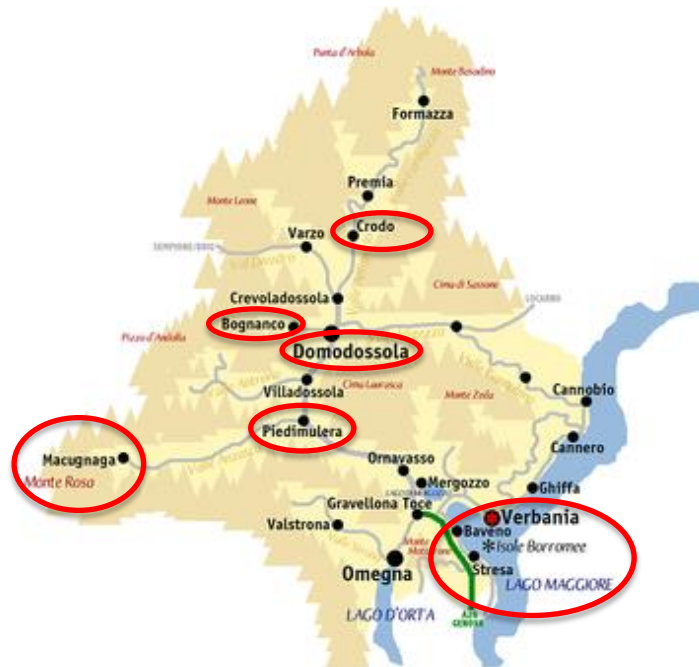 Punta d'Arbola
Monte Basodino
Formazza
Premia
Monte Leone
Crodo
Varzo
SEMPIONE/BRIG
Cima di Sassone
Crevoladossola
LOCARNO
Bognanco
Pizzo d'Andolla
Domodossola
Villadossola
Cima Laurasca
Monte Zeda
Cannobio
Piedimulera
Macugnaga
Monte Rosa
Ornavasso
Cannero
Mergozzo
Ghiffa
Gravellona Toce
Verbania
Valstrona
Baveno
*Isole Borromee
Monte
Stresa
Omegna
LAGO MAGGIORE
LAGO D'ORTA
A26
GENOVA